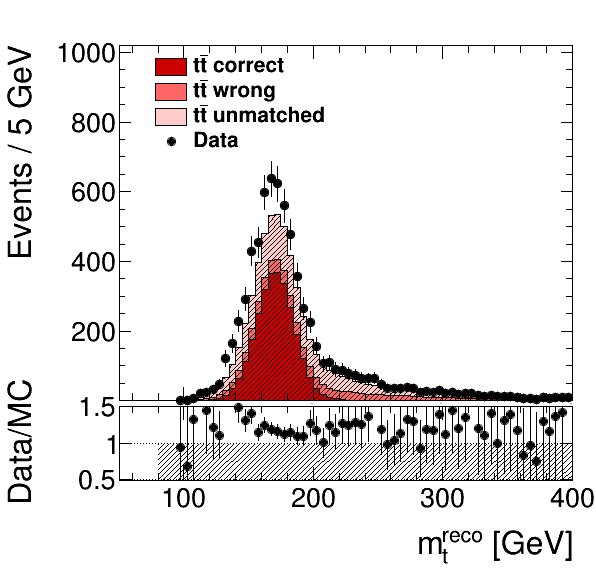 Events / 5 GeV
1000
800
600
400
200
tt̅ correct
tt̅ wrong
tt̅ unmatched
Data
Data/MC
1.5
1
0.5
100 200 300 400
m_t^reco [GeV]